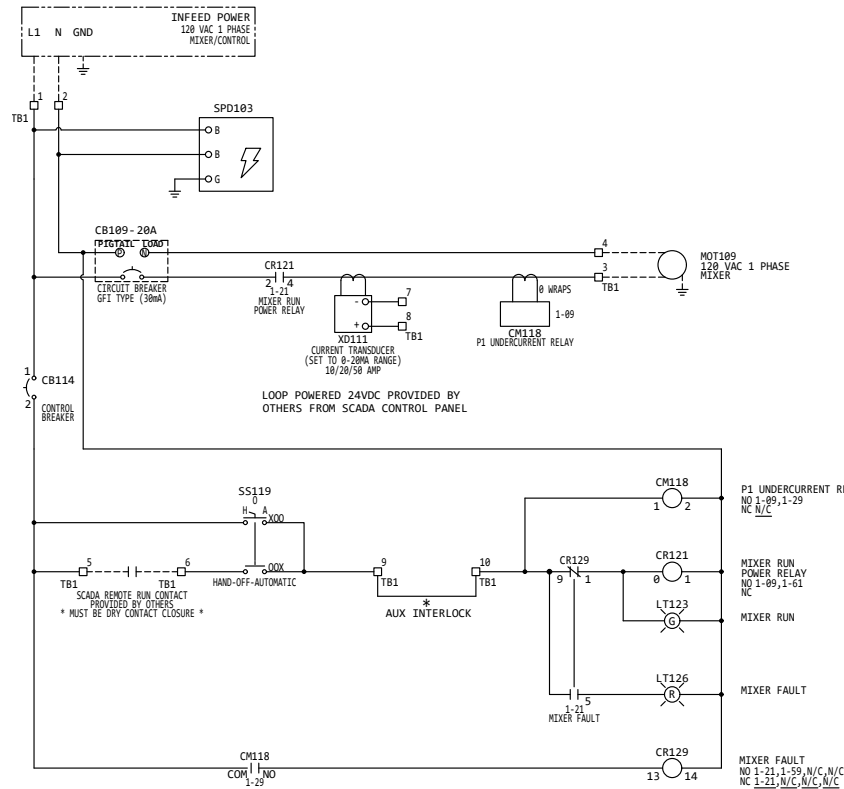 INFEED POWER
L1 N GND
120 VAC 1 PHASE
MIXER/CONTROL
1
2
TB1
SPD103
B
B
G
CB109-20A
PIGTAIL LOAD
P
N
CIRCUIT BREAKER
GFI TYPE (30mA)
CR121
2 4
1-21
MIXER RUN
POWER RELAY
-
7
+
8
TB1
XD111
CURRENT TRANSDUCER
(SET TO 0-20MA RANGE)
10/20/50 AMP
0 WRAPS
1-09
CM118
P1 UNDERCURRENT RELAY
4
3
TB1
MOT109
120 VAC 1 PHASE
MIXER
LOOP POWERED 24VDC PROVIDED BY
OTHERS FROM SCADA CONTROL PANEL
1
CB114
2
CONTROL
BREAKER
SS119
O
H A
XOO
OOX
HAND-OFF-AUTOMATIC
5
6
TB1
TB1
SCADA REMOTE RUN CONTACT
PROVIDED BY OTHERS
* MUST BE DRY CONTACT CLOSURE *
9
TB1
10
TB1
*
AUX INTERLOCK
CR129
9 1
CM118
1 2
P1 UNDERCURRENT
NO 1-09,1-29
NC N/C
CR121
0 1
MIXER RUN
POWER RELAY
NO 1-09,1-61
NC
LT123
G
MIXER RUN
LT126
R
MIXER FAULT
5
1-21
MIXER FAULT
CM118
COM NO
1-29
CR129
13 14
MIXER FAULT
NO 1-21,1-59,N/C,N/C
NC 1-21,N/C,N/C,N/C